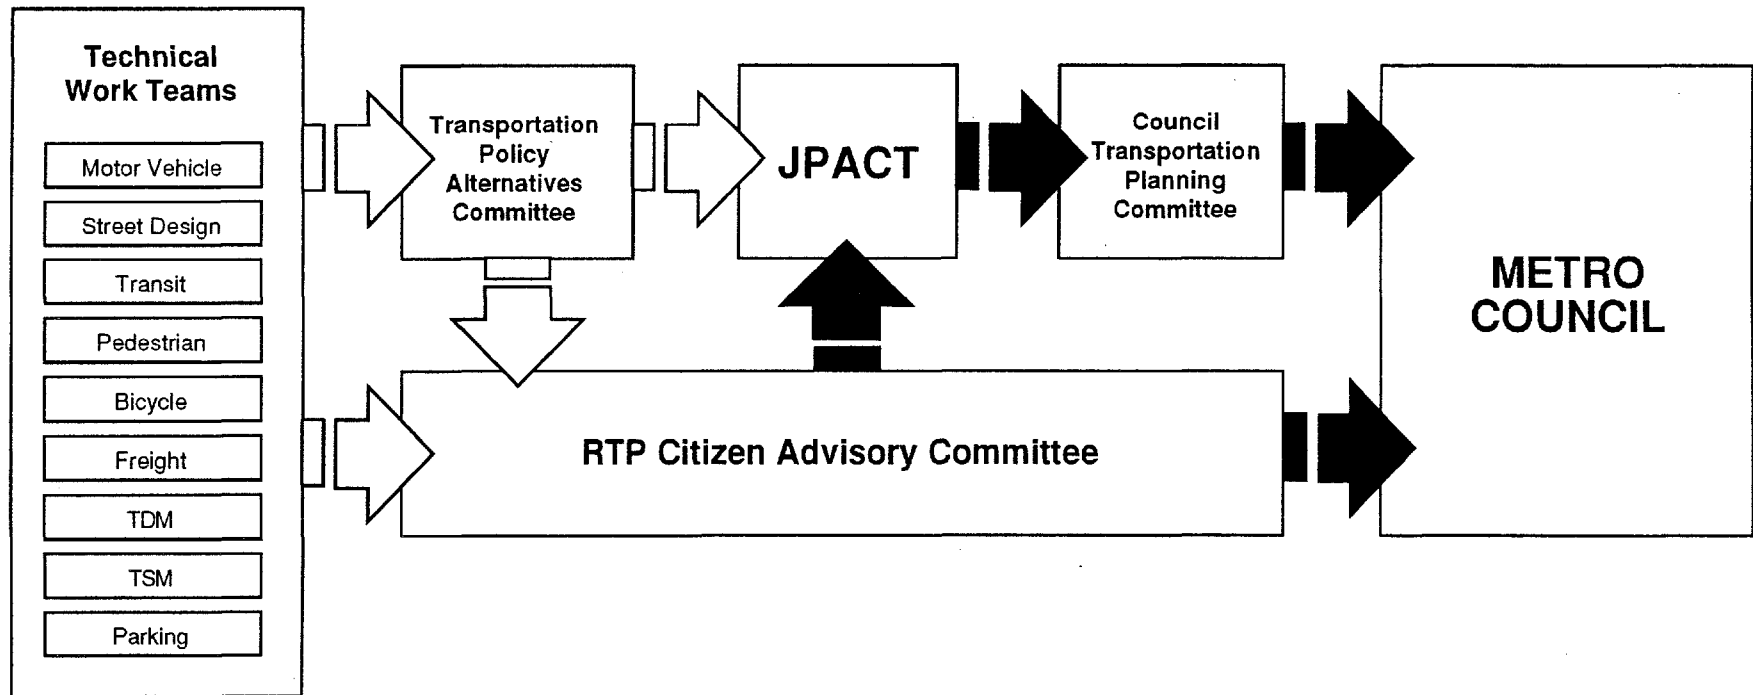 Technical
Work Teams
Motor Vehicle
Street Design
Transit
Pedestrian
Bicycle
Freight
TDM
TSM
Parking
Transportation
Policy
Alternatives
Committee
JPACT
Council
Transportation
Planning
Committee
RTP Citizen Advisory Committee
METRO
COUNCIL